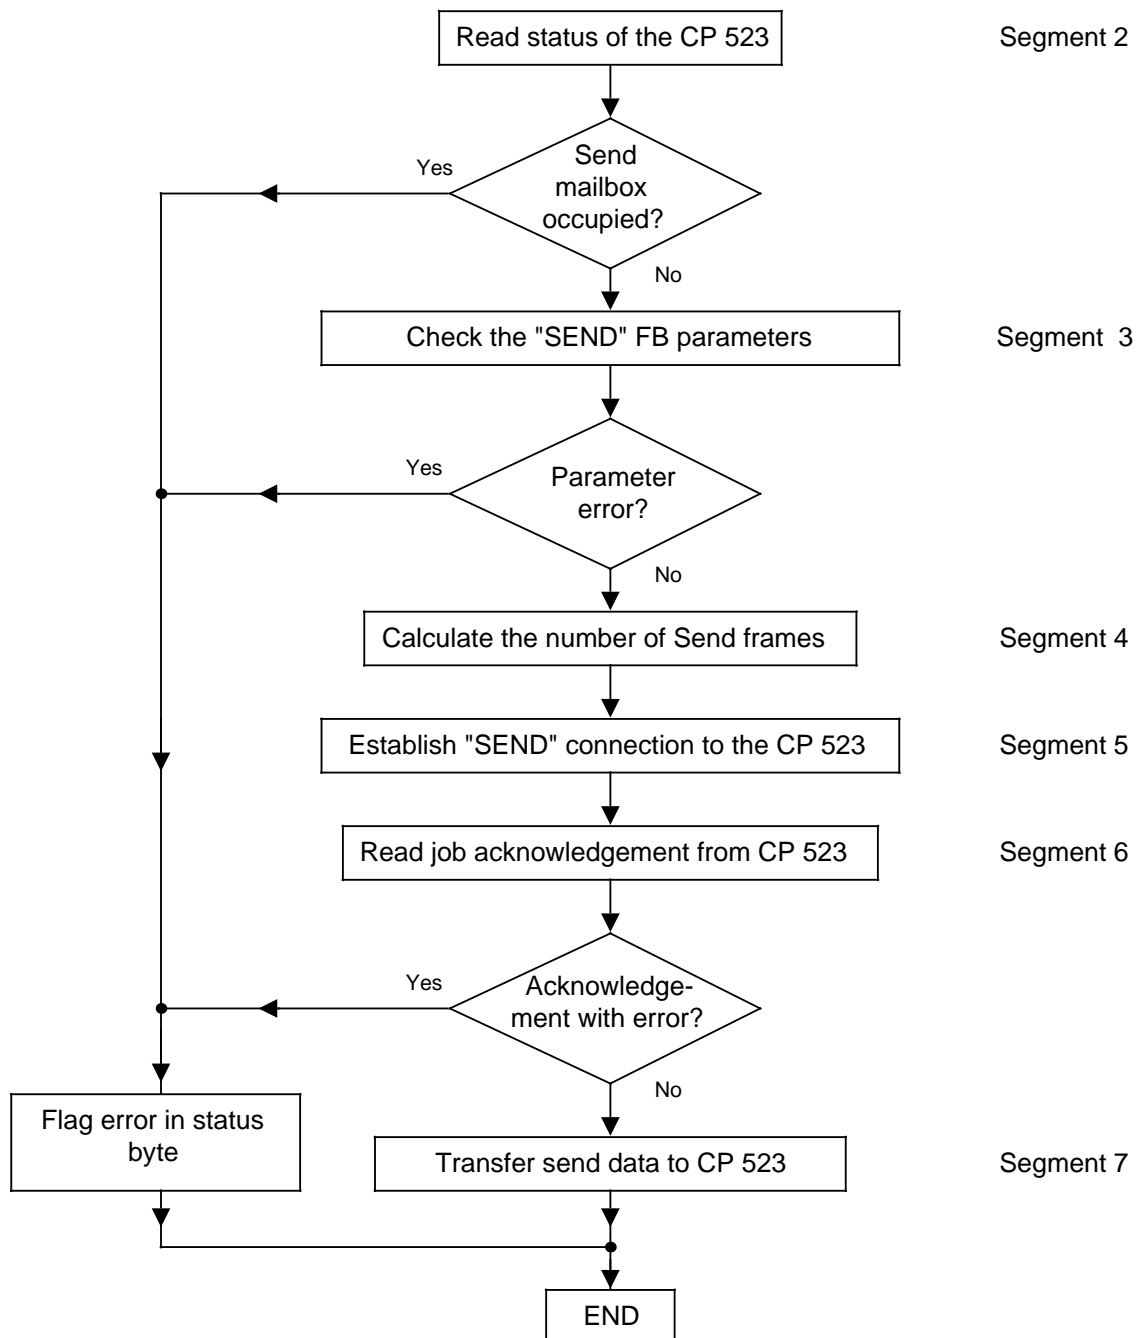 Read status of the CP 523
Segment 2
Send
mailbox
occupied?
Yes
No
Check the "SEND" FB parameters
Segment 3
Parameter
error?
Yes
No
Calculate the number of Send frames
Segment 4
Establish "SEND" connection to the CP 523
Segment 5
Read job acknowledgement from CP 523
Segment 6
Acknowledge-
ment with error?
Yes
No
Flag error in status
byte
Transfer send data to CP 523
Segment 7
END